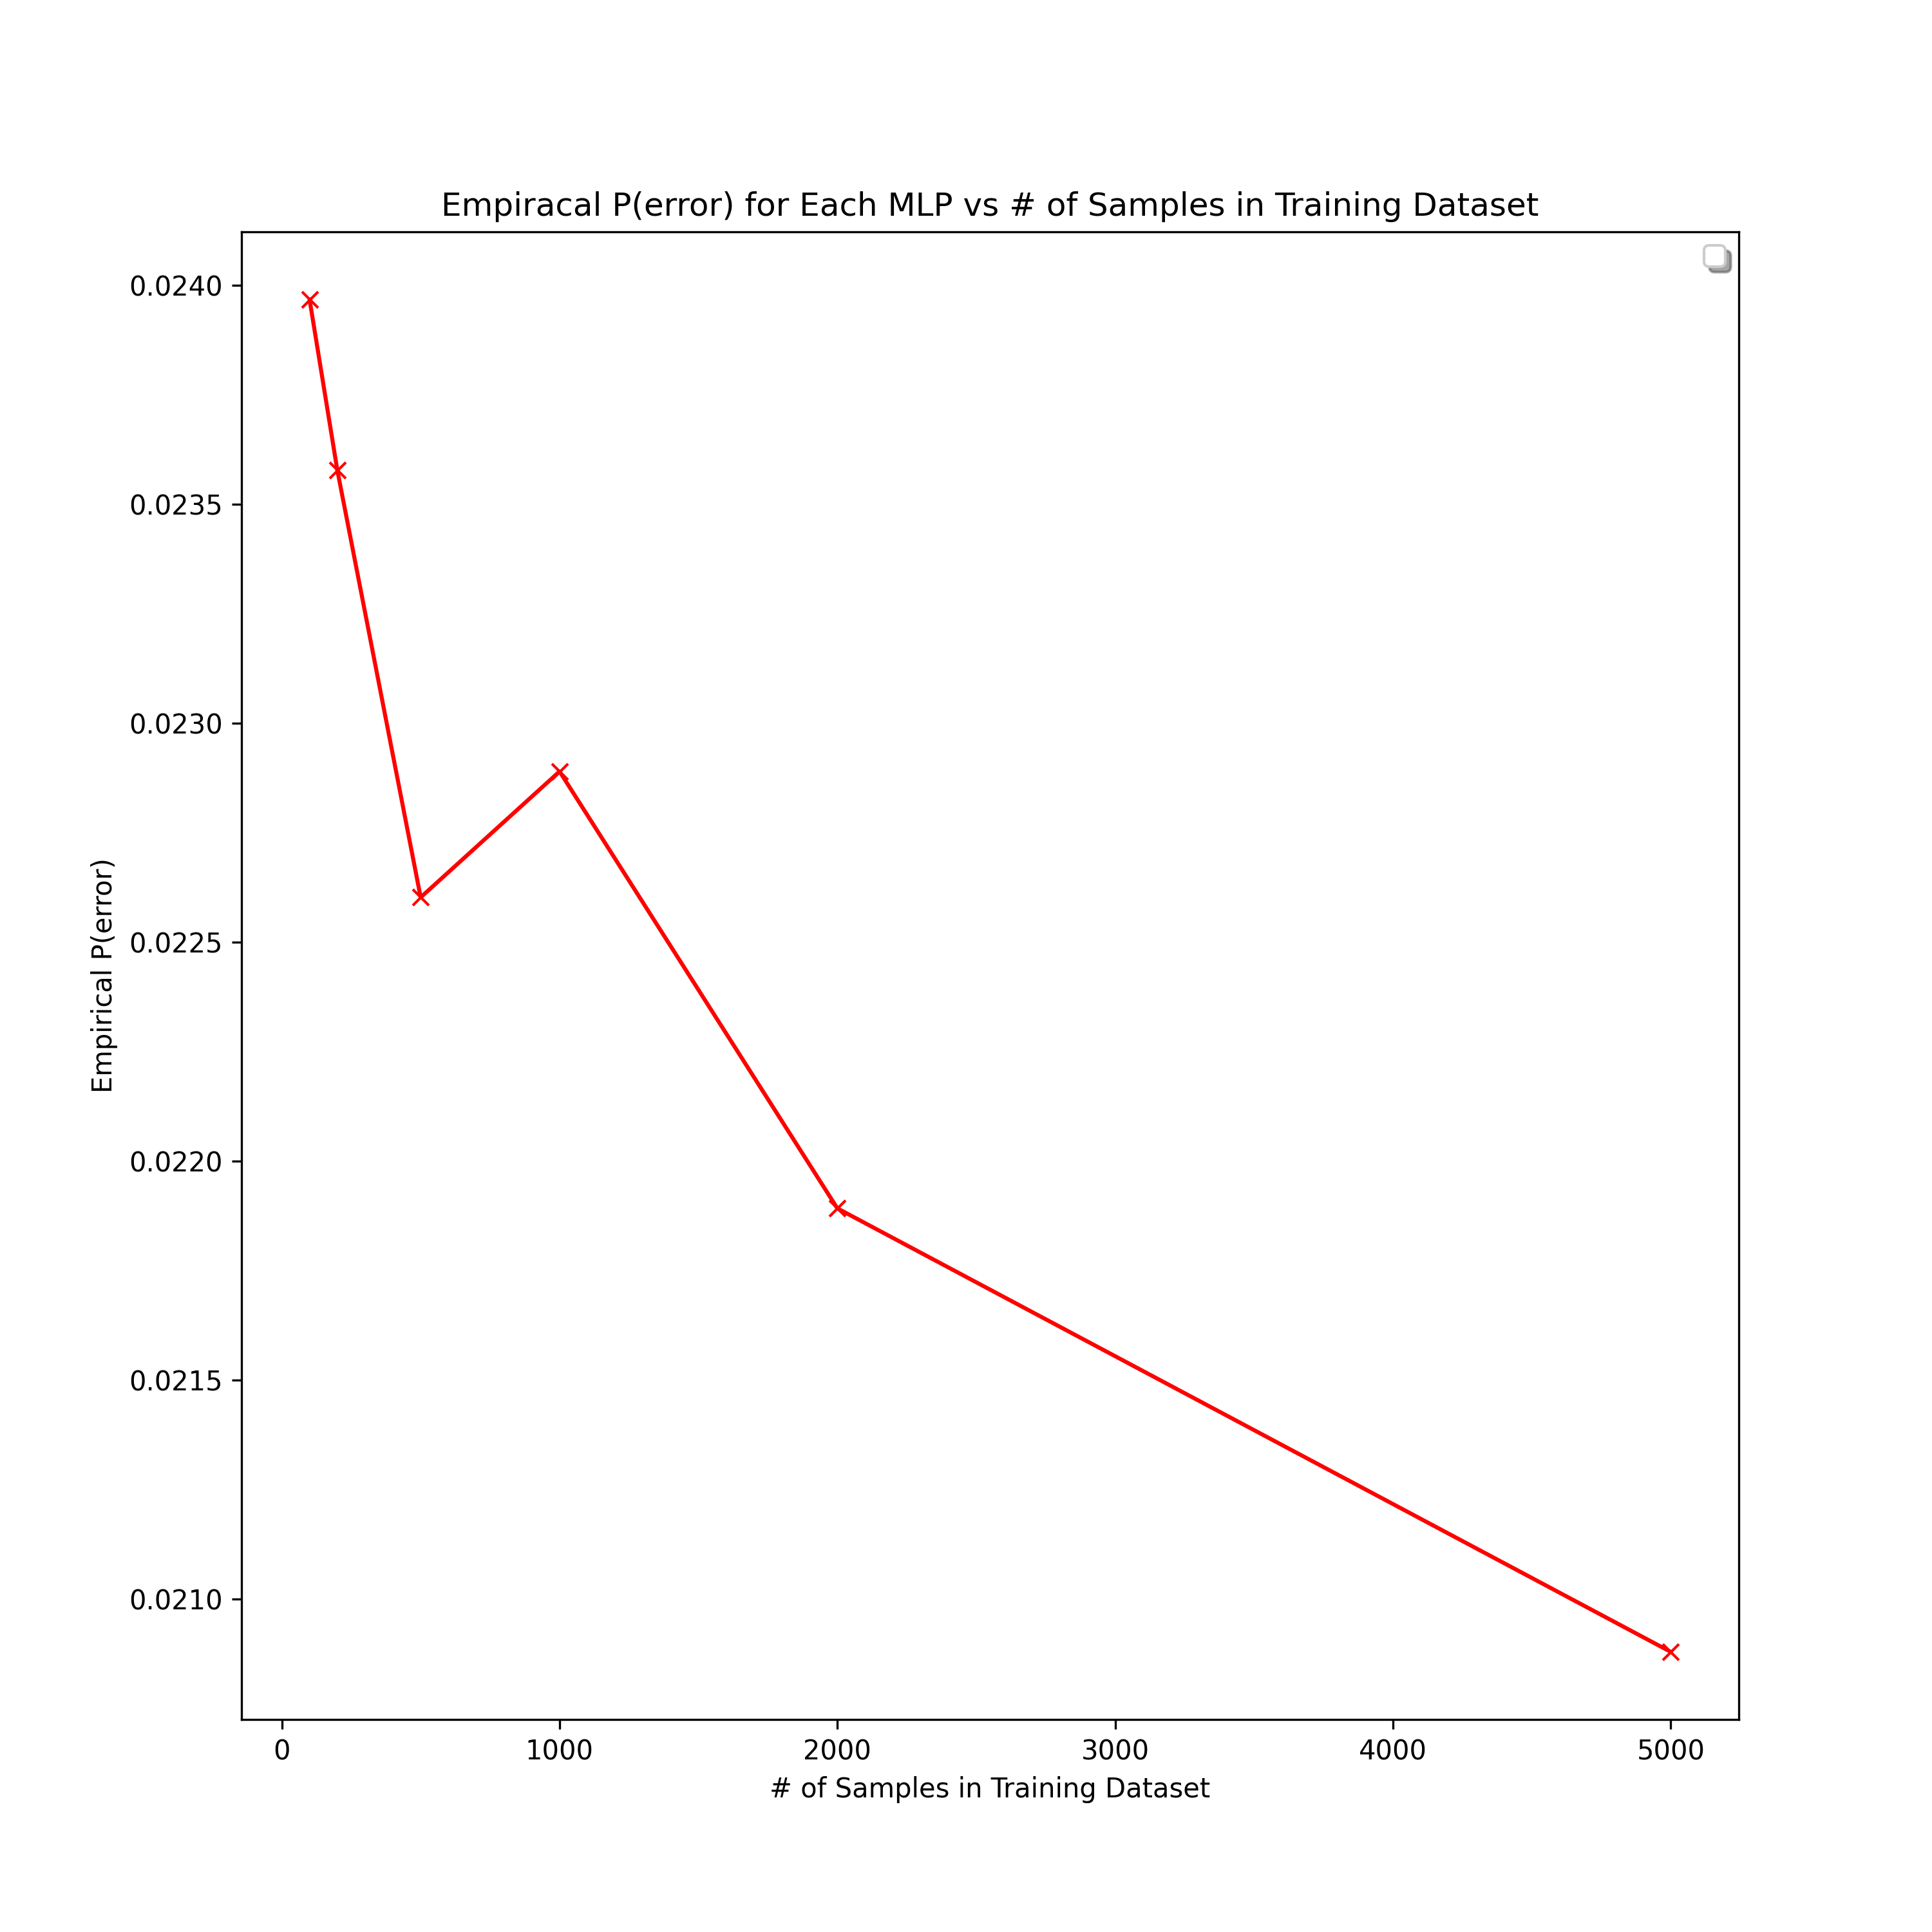 Empiracal P(error) for Each MLP vs # of Samples in Training Dataset
0.0240
0.0235
0.0230
0.0225
0.0220
0.0215
0.0210
Empirical P(error)
0 1000 2000 3000 4000 5000
# of Samples in Training Dataset